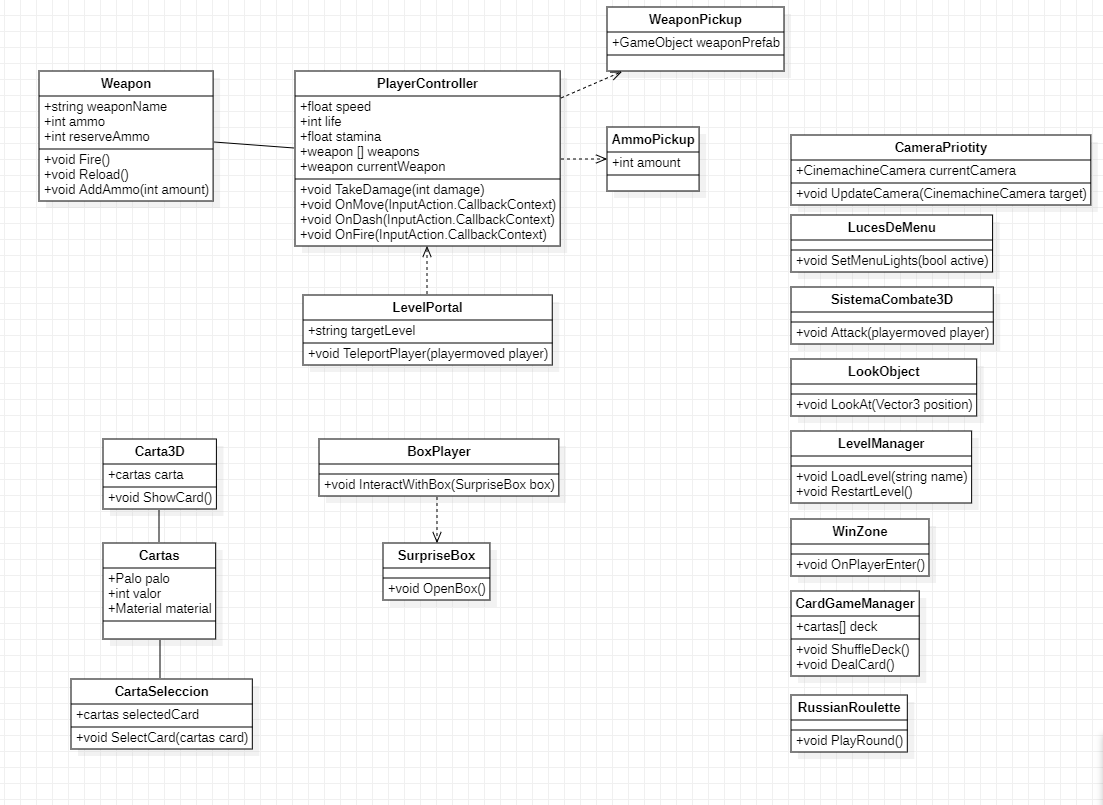 WeaponPickup
+GameObject weaponPrefab
Weapon
+string weaponName
+int ammo
+int reserveAmmo
+void Fire()
+void Reload()
+void AddAmmo(int amount)
PlayerController
+float speed
+int life
+float stamina
+weapon [] weapons
+weapon currentWeapon
+void TakeDamage(int damage)
+void OnMove(InputAction.CallbackContext)
+void OnDash(InputAction.CallbackContext)
+void OnFire(InputAction.CallbackContext)
AmmoPickup
+int amount
LevelPortal
+string targetLevel
+void TeleportPlayer(playermoved player)
CameraPriotity
+CinemachineCamera currentCamera
+void UpdateCamera(CinemachineCamera target)
LucesDeMenu
+void SetMenuLights(bool active)
SistemaCombate3D
+void Attack(playermoved player)
LookObject
+void LookAt(Vector3 position)
LevelManager
+void LoadLevel(string name)
+void RestartLevel()
WinZone
+void OnPlayerEnter()
CardGameManager
+cartas[] deck
+void ShuffleDeck()
+void DealCard()
RussianRoulette
+void PlayRound()
Carta3D
+cartas carta
+void ShowCard()
Cartas
+Palo palo
+int valor
+Material material
CartaSeleccion
+cartas selectedCard
+void SelectCard(cartas card)
BoxPlayer
+void InteractWithBox(SurpriseBox box)
SurpriseBox
+void OpenBox()